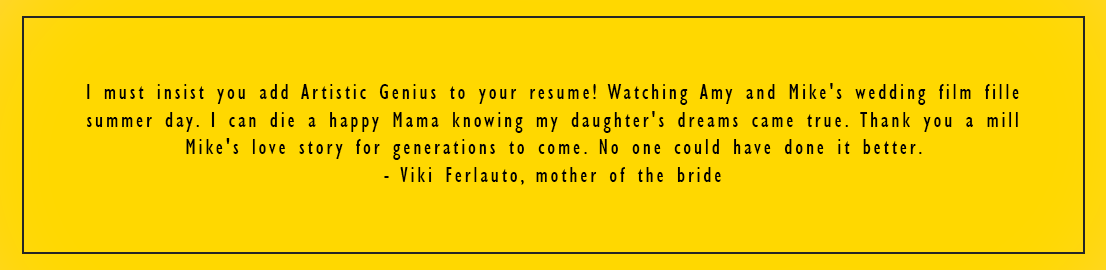 I must insist you add Artistic Genius to your resume! Watching Amy and Mike's wedding film fille
summer day. I can die a happy Mama knowing my daughter's dreams came true. Thank you a mill
Mike's love story for generations to come. No one could have done it better.
- Viki Ferlauto, mother of the bride